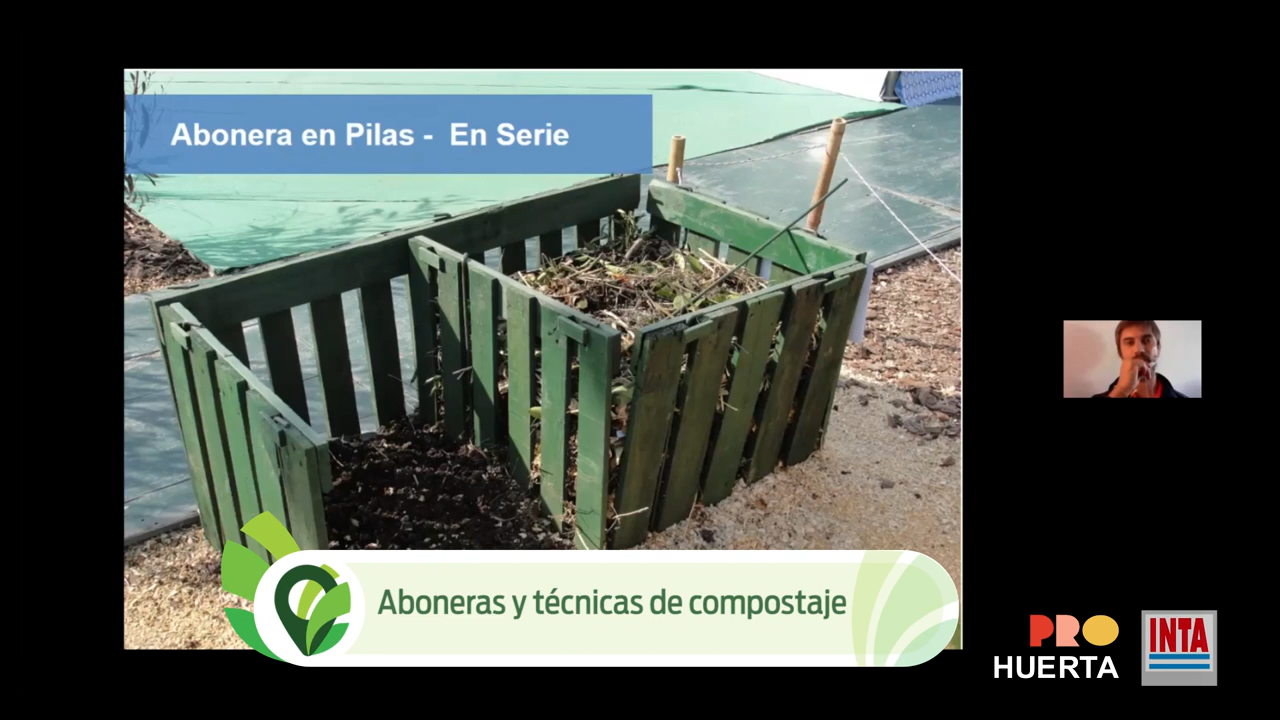 Abonera en Pilas - En Serie
Aboneras y técnicas de compostaje
PRO
HUERTA
INTA